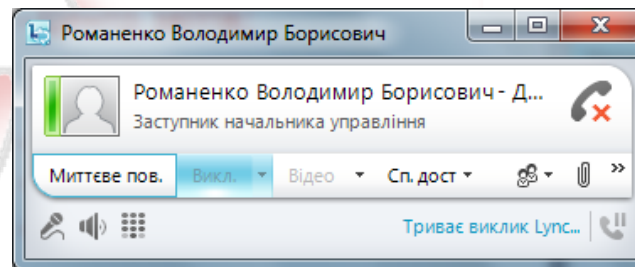 Романенко Володимир Борисович
Романенко Володимир Борисович - Д...
Заступник начальника управління
Миттєве пов. Викл. Відео Сп. дост »
Триває виклик Lync...